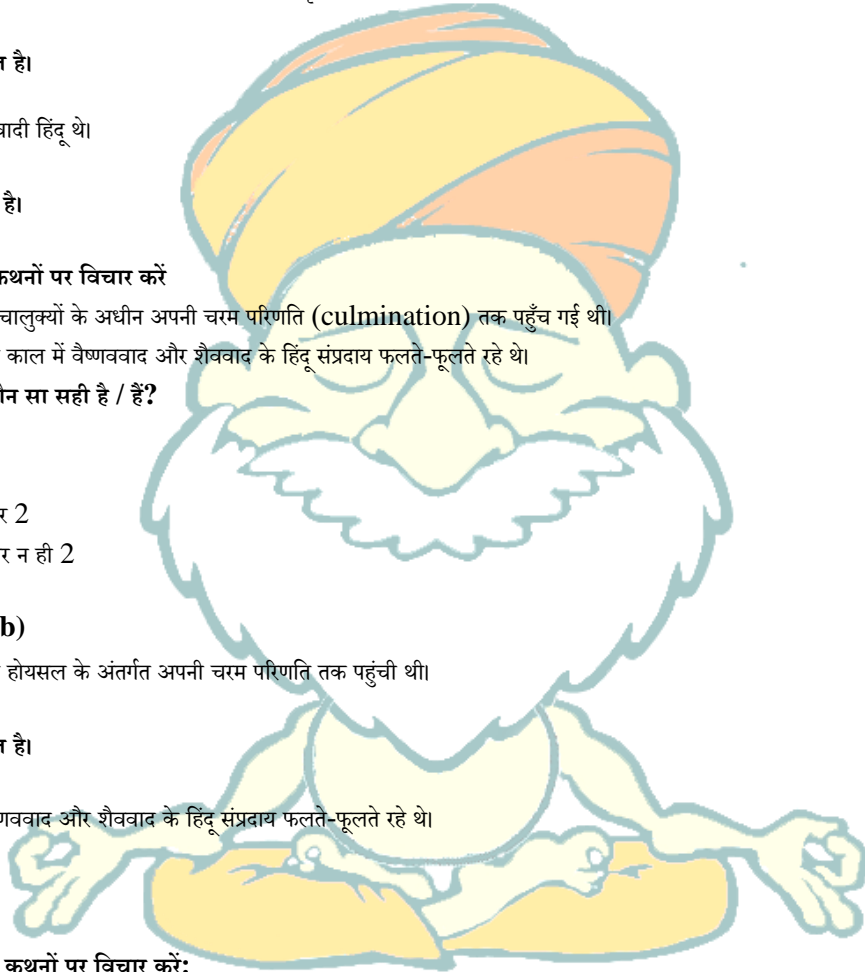 है।
वादी हिंदू थे।
है।
कथनों पर विचार करें
चालुक्यों के अधीन अपनी चरम परिणति (culmination) तक पहुँच गई थी।
काल में वैष्णववाद और शैववाद के हिंदू संप्रदाय फलते-फूलते रहे थे।
ौन सा सही है / हैं?
र 2
र न ही 2
b)
होयसल के अंतर्गत अपनी चरम परिणति तक पहुंची थी।
है।
णववाद और शैववाद के हिंदू संप्रदाय फलते-फूलते रहे थे।
कथनों पर विचार करें: